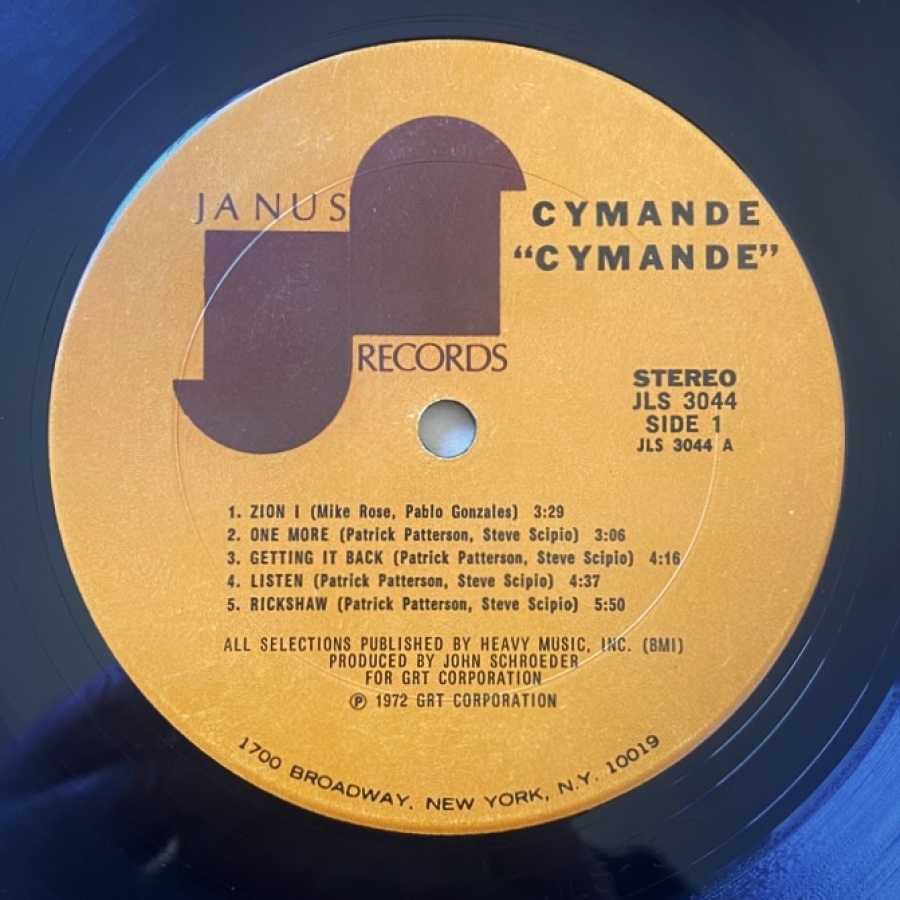 JANUS
RECORDS
CYMANDE
“CYMANDE”
STEREO
JLS 3044
SIDE 1
JLS 3044 A
1. ZION I (Mike Rose, Pablo Gonzales) 3:29
2. ONE MORE (Patrick Patterson, Steve Scipio) 3:06
3. GETTING IT BACK (Patrick Patterson, Steve Scipio) 4:16
4. LISTEN (Patrick Patterson, Steve Scipio) 4:37
5. RICKSHAW (Patrick Patterson, Steve Scipio) 5:50
ALL SELECTIONS PUBLISHED BY HEAVY MUSIC, INC. (BMI)
PRODUCED BY JOHN SCHROEDER
FOR GRT CORPORATION
℗ 1972 GRT CORPORATION
1700 BROADWAY, NEW YORK, N.Y. 10019